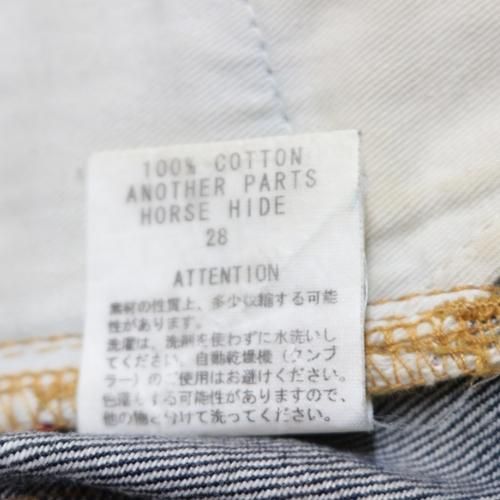 100% COTTON
ANOTHER PARTS
HORSE HIDE
28
ATTENTION
素材の性質上、多少収縮する可能
性があります。
洗濯は、洗剤を使わずに水洗いし
てください。自動乾燥機（タンブ
ラー）のご使用はお避けください。
色落ちする可能性がありますので、
他の物と分けて洗ってください。